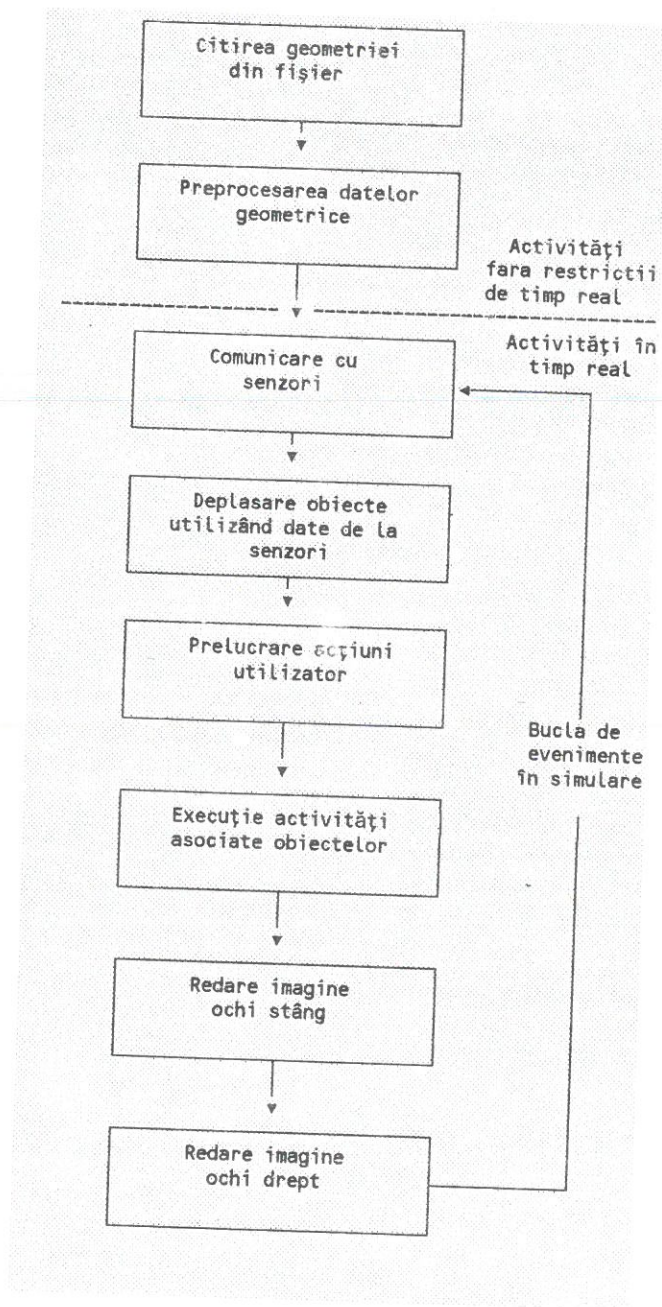 Citirea geometriei
din fişier
Preprocesarea datelor
geometrice
Activităţi
fara restrictii
de timp real
Activităţi în
timp real
Comunicare cu
senzori
Deplasare obiecte
utilizând date de la
senzori
Prelucrare acţiuni
utilizator
Bucla de
evenimente
în simulare
Execuţie activităţi
asociate obiectelor
Redare imagine
ochi stâng
Redare imagine
ochi drept